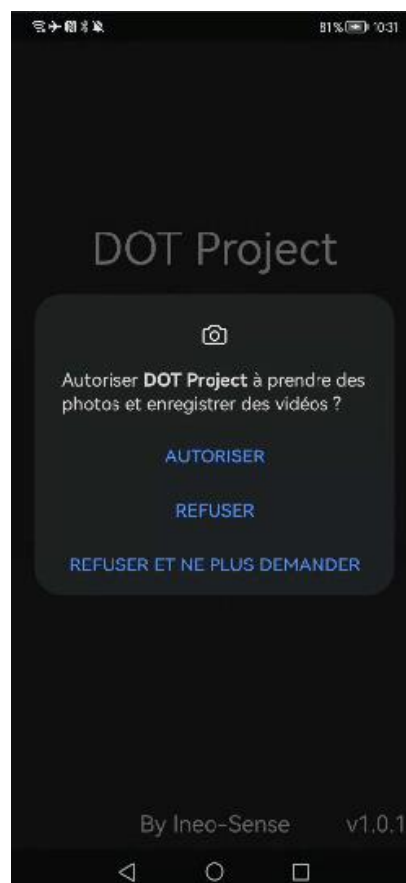 81% 10:31
DOT Project
Autoriser DOT Project à prendre des
photos et enregistrer des vidéos ?
AUTORISER
REFUSER
REFUSER ET NE PLUS DEMANDER
By Ineo-Sense v1.0.1